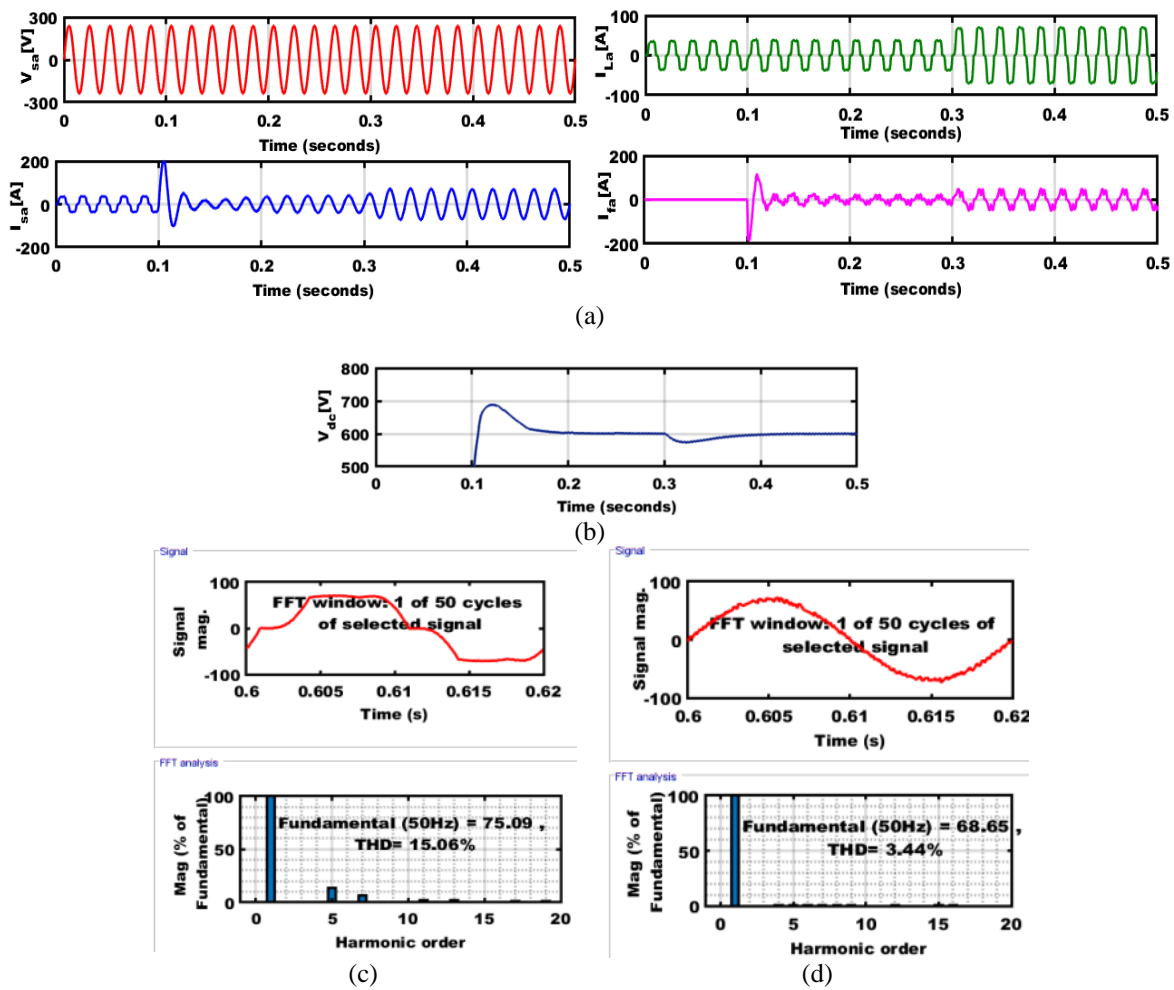 V_sa[V]
300
0
-300
0 0.1 0.2 0.3 0.4 0.5
Time (seconds)
I_La[A]
100
0
-100
0 0.1 0.2 0.3 0.4 0.5
Time (seconds)
I_sa[A]
200
0
-200
0 0.1 0.2 0.3 0.4 0.5
Time (seconds)
I_fa[A]
200
0
-200
0 0.1 0.2 0.3 0.4 0.5
Time (seconds)
(a)
V_dc[V]
800
700
600
500
0 0.1 0.2 0.3 0.4 0.5
Time (seconds)
(b)
Signal
Signal
mag.
100
0
-100
FFT window: 1 of 50 cycles
of selected signal
0.6 0.605 0.61 0.615 0.62
Time (s)
FFT analysis
Mag (% of
Fundamental)
100
50
0
Fundamental (50Hz) = 75.09 ,
THD= 15.06%
0 5 10 15 20
Harmonic order
(c)
Signal
Signal mag.
100
0
-100
FFT window: 1 of 50 cycles of
selected signal
0.6 0.605 0.61 0.615 0.62
Time (s)
FFT analysis
Mag (% of
Fundamental)
100
50
0
Fundamental (50Hz) = 68.65 ,
THD= 3.44%
0 5 10 15 20
Harmonic order
(d)